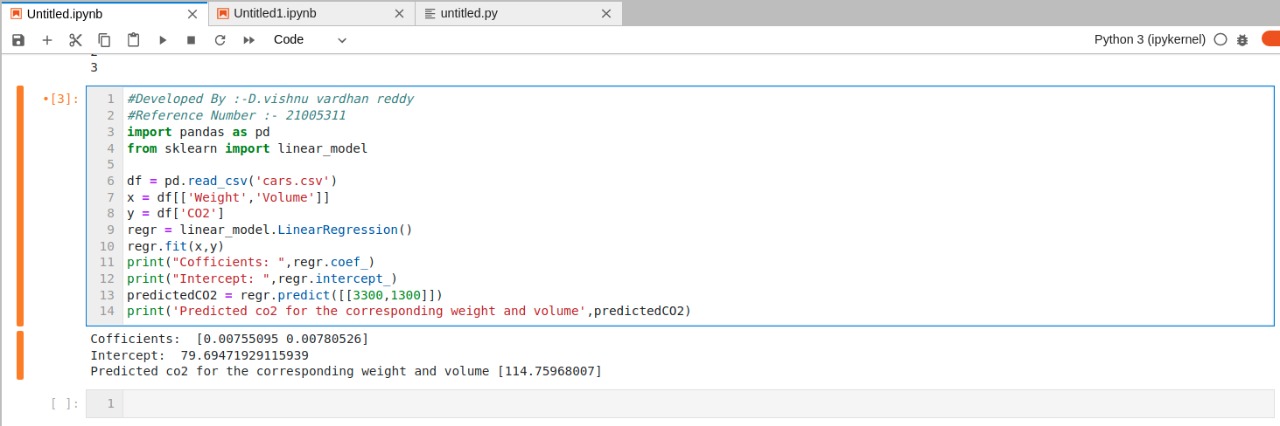 Untitled.ipynb Untitled1.ipynb untitled.py
Code Python 3 (ipykernel)
3
[3]:
1 #Developed By :-D.vishnu vardhan reddy
2 #Reference Number :- 21005311
3 import pandas as pd
4 from sklearn import linear_model
5
6 df = pd.read_csv('cars.csv')
7 x = df[['Weight','Volume']]
8 y = df['CO2']
9 regr = linear_model.LinearRegression()
10 regr.fit(x,y)
11 print("Cofficients: ",regr.coef_)
12 print("Intercept: ",regr.intercept_)
13 predictedCO2 = regr.predict([[3300,1300]])
14 print('Predicted co2 for the corresponding weight and volume',predictedCO2)
Cofficients:  [0.00755095 0.00780526]
Intercept:  79.69471929115939
Predicted co2 for the corresponding weight and volume [114.75968007]
[ ]: 1